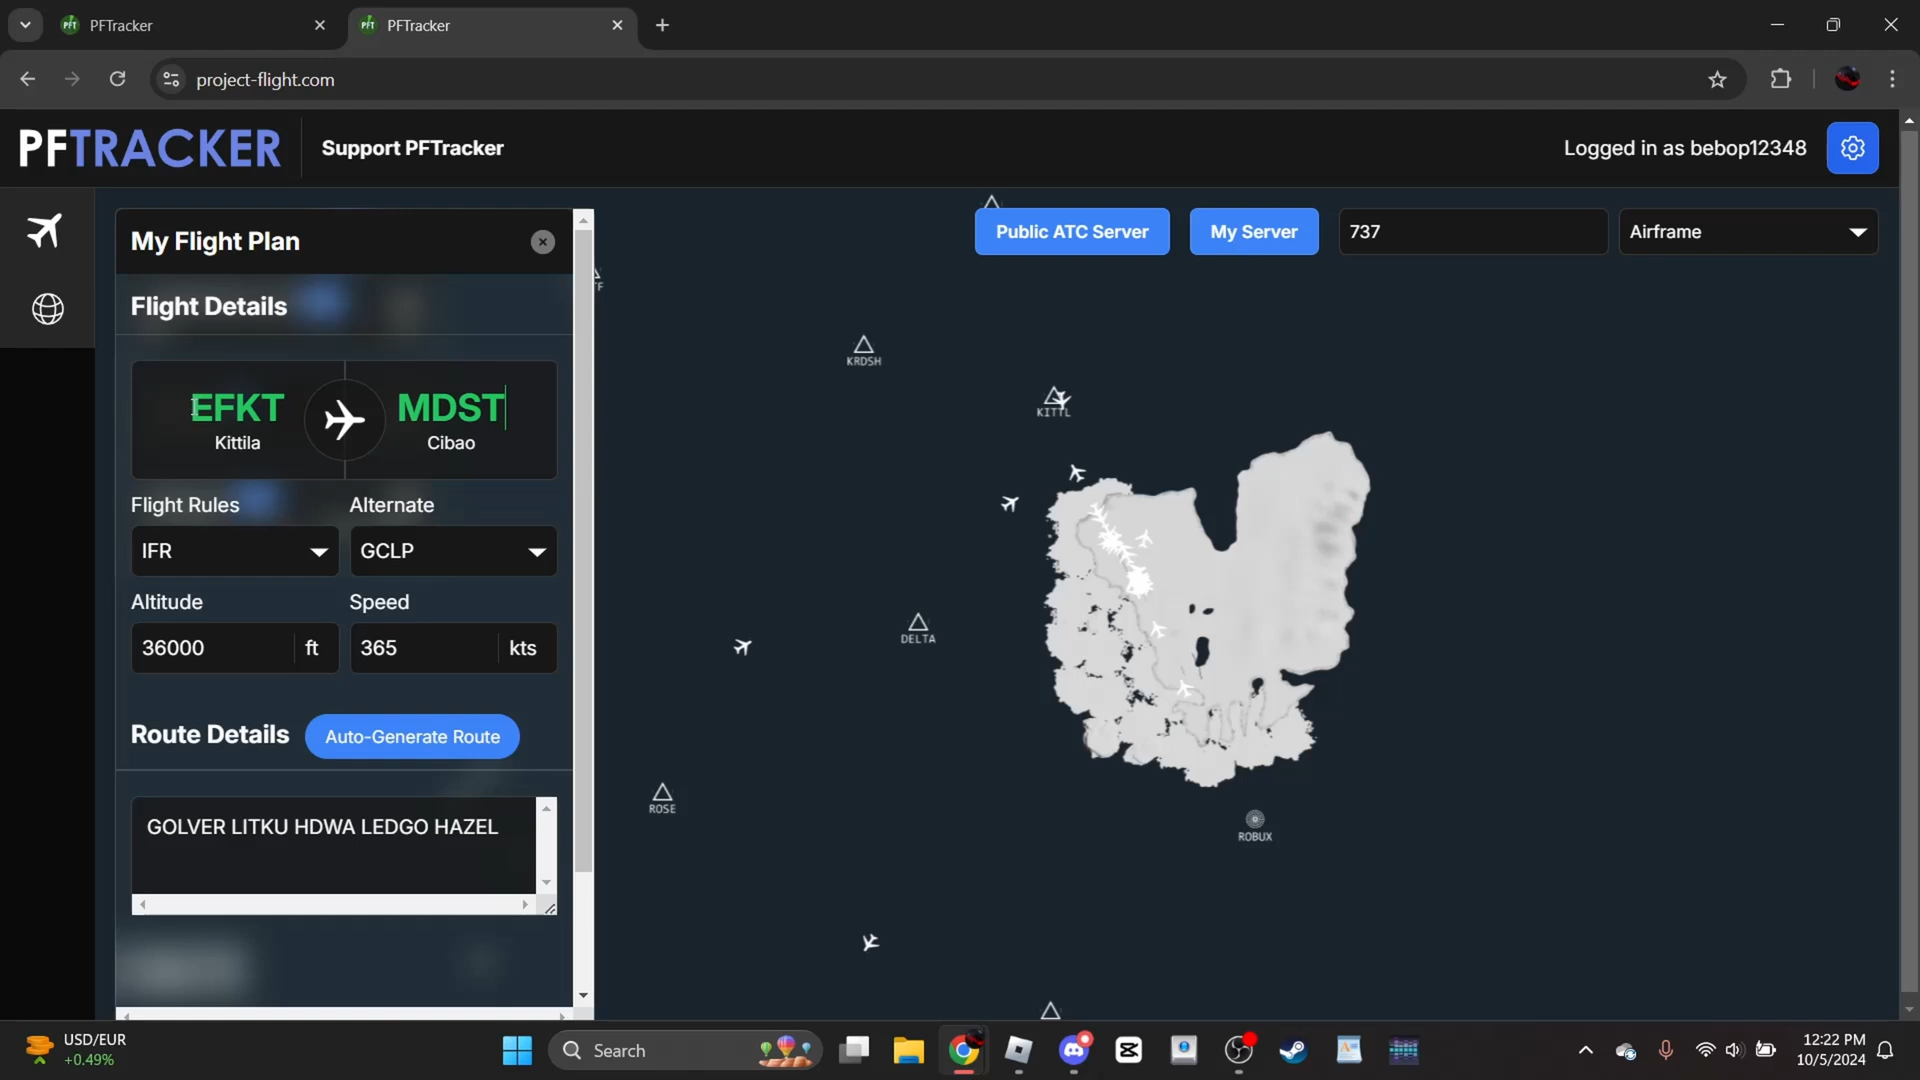 PFTracker
PFTracker
project-flight.com
PFTRACKER
Support PFTracker
Logged in as bebop12348
My Flight Plan
Public ATC Server
My Server
737
Airframe
Flight Details
EFKT
MDST
Kittila
Cibao
Flight Rules
Alternate
IFR
GCLP
Altitude
Speed
36000
ft
365
kts
Route Details
Auto-Generate Route
GOLVER LITKU HDWA LEDGO HAZEL
KRDSH
KITTL
DELTA
ROSE
ROBUX
USD/EUR
+0.49%
Search
12:22 PM
10/5/2024